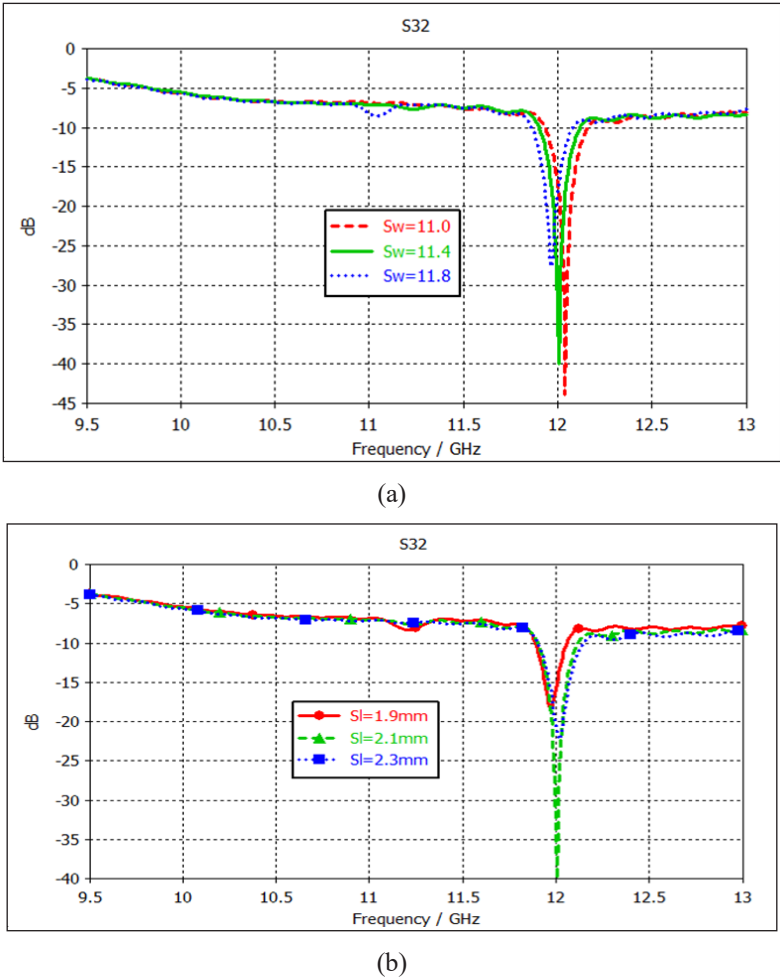 S32
0
-5
-10
-15
-20
-25
-30
-35
-40
-45
dB
Sw=11.0
Sw=11.4
Sw=11.8
9.5 10 10.5 11 11.5 12 12.5 13
Frequency / GHz
(a)
S32
0
-5
-10
-15
-20
-25
-30
-35
-40
dB
Sl=1.9mm
Sl=2.1mm
Sl=2.3mm
9.5 10 10.5 11 11.5 12 12.5 13
Frequency / GHz
(b)